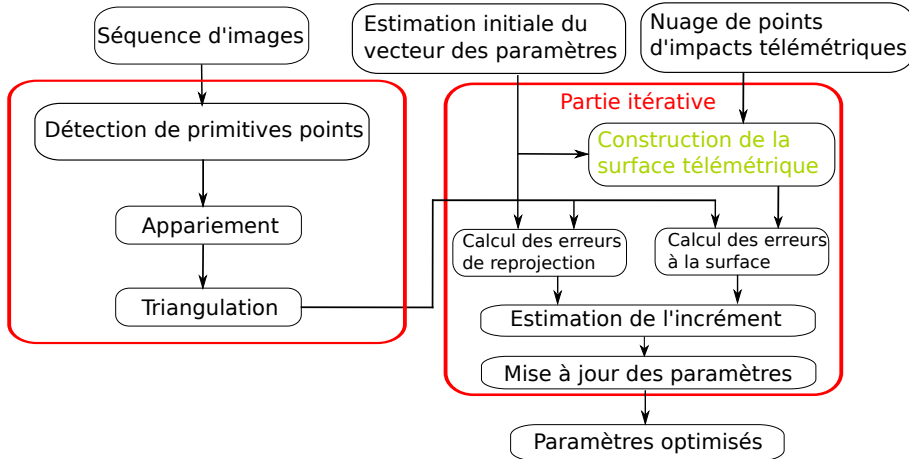 Séquence d'images
Estimation initiale du
vecteur des paramètres
Nuage de points
d'impacts télémétriques
Détection de primitives points
Appariement
Triangulation
Partie itérative
Construction de la
surface télémétrique
Calcul des erreurs
de reprojection
Calcul des erreurs
à la surface
Estimation de l'incrément
Mise à jour des paramètres
Paramètres optimisés